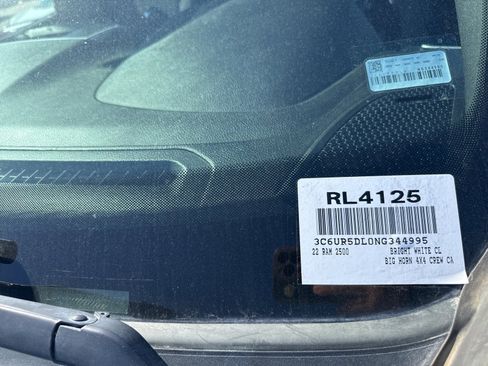 RL4125
3C6UR5DL0NG344995
22 RAM 2500 BRIGHT WHITE CL
BIG HORN 4X4 CREW CA